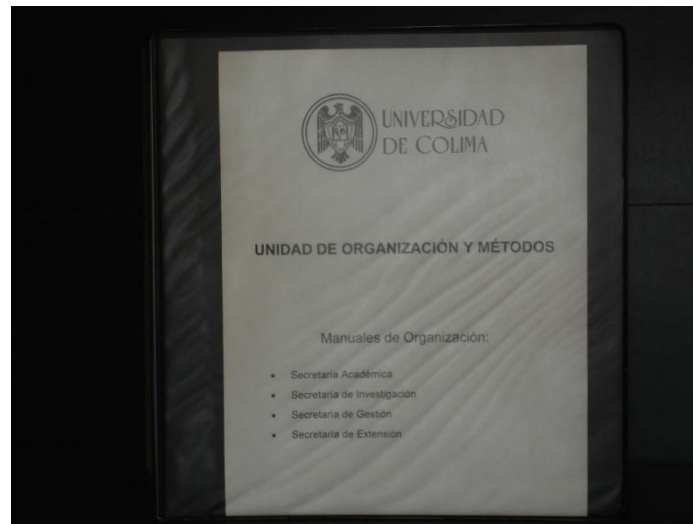 UNIVERSIDAD
DE COLIMA
UNIDAD DE ORGANIZACIÓN Y MÉTODOS
Manuales de Organización:
• Secretaría Académica
• Secretaría de Investigación
• Secretaría de Gestión
• Secretaría de Extensión